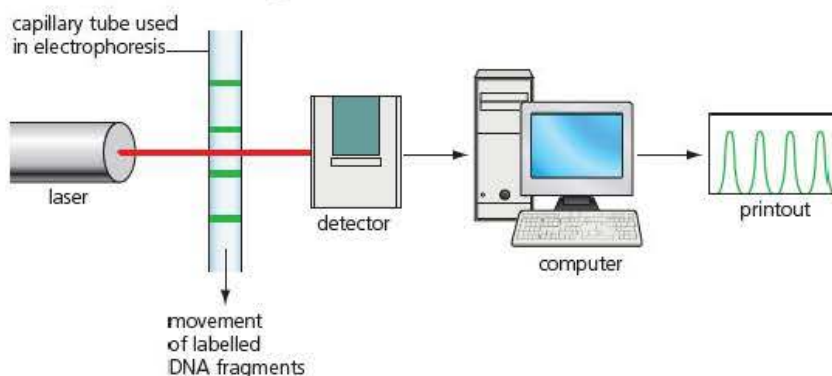 capillary tube used
in electrophoresis
laser
detector
computer
printout
movement
of labelled
DNA fragments